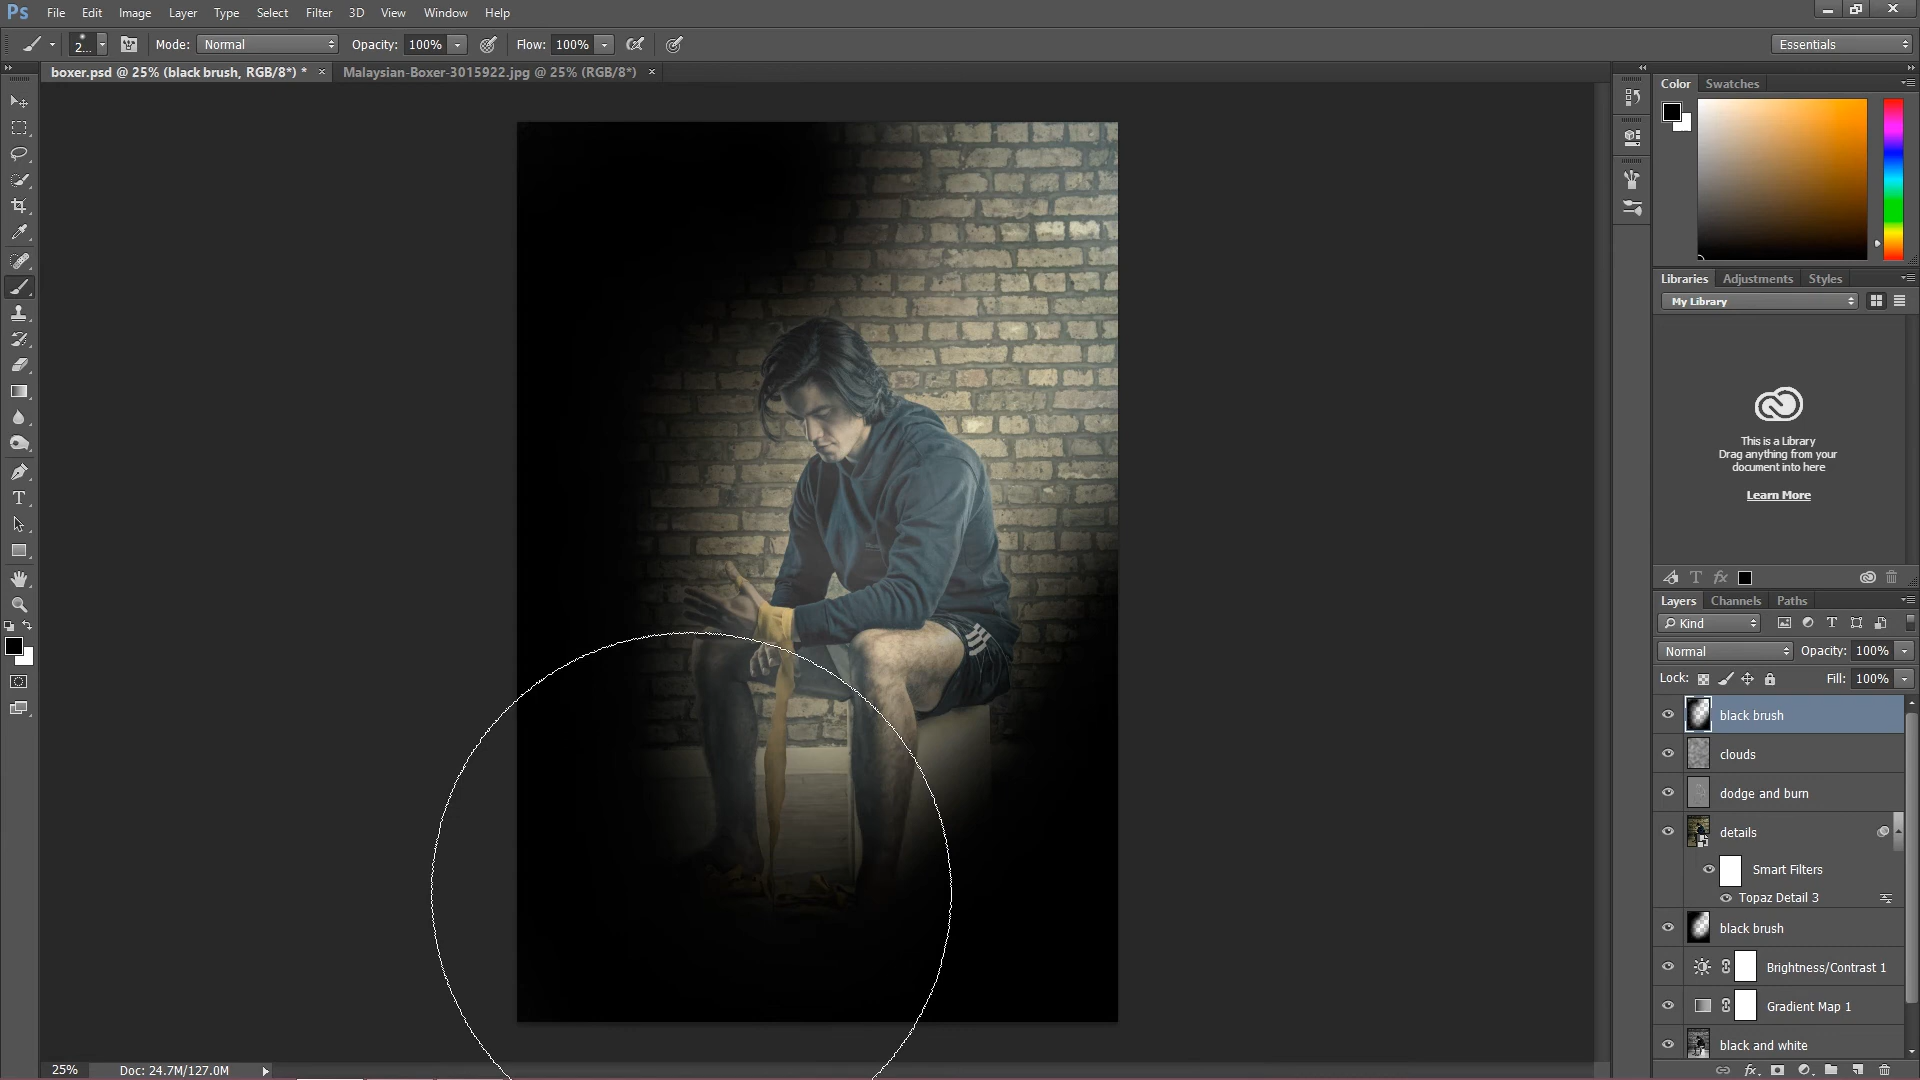 Ps File Edit Image Layer Type Select Filter 3D View Window Help
2... Mode: Normal Opacity: 100% Flow: 100% Essentials
boxer.psd @ 25% (black brush, RGB/8*) * × Malaysian-Boxer-3015922.jpg @ 25% (RGB/8*) ×
Color Swatches
Libraries Adjustments Styles
My Library
This is a Library
Drag anything from your
document into here
Learn More
T fx
Layers Channels Paths
Kind
Normal Opacity: 100%
Lock: Fill: 100%
black brush
clouds
dodge and burn
details
Smart Filters
Topaz Detail 3
black brush
Brightness/Contrast 1
Gradient Map 1
black and white
25% Doc: 24.7M/127.0M
fx